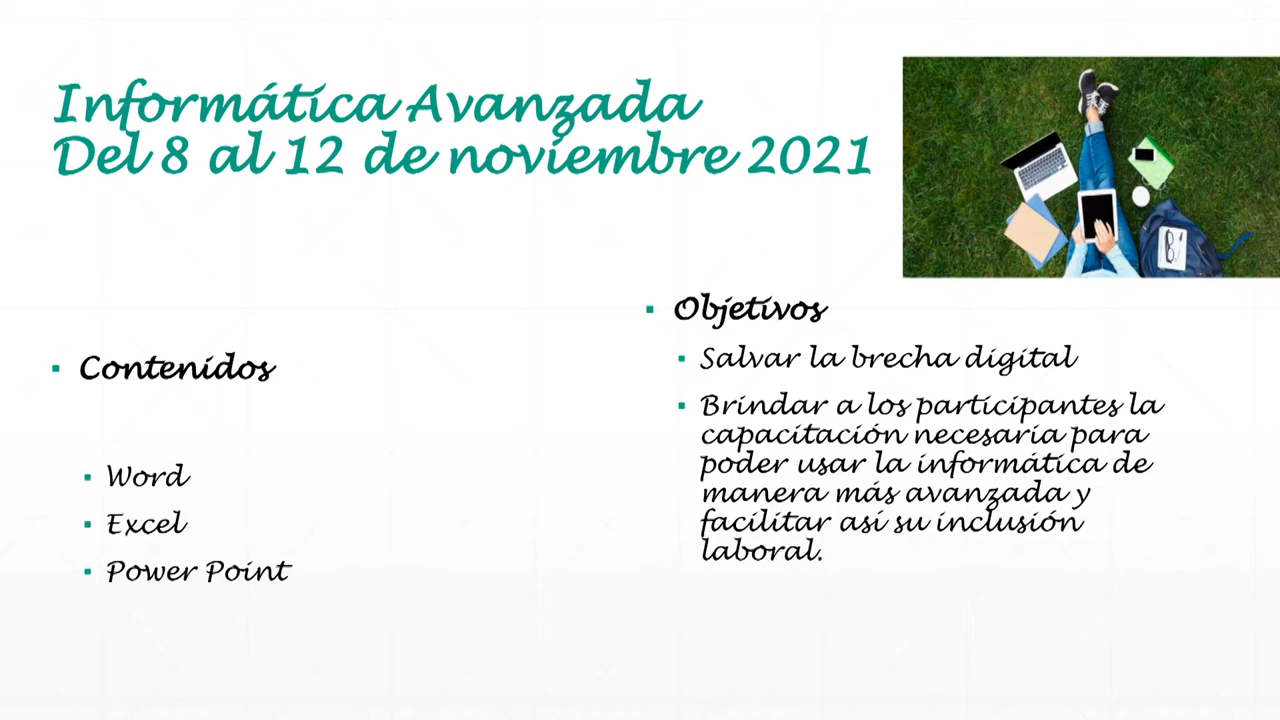 Informática Avanzada
Del 8 al 12 de noviembre 2021
Contenidos
Word
Excel
Power Point
Objetivos
Salvar la brecha digital
Brindar a los participantes la
capacitación necesaria para
poder usar la informática de
manera más avanzada y
facilitar así su inclusión
laboral.